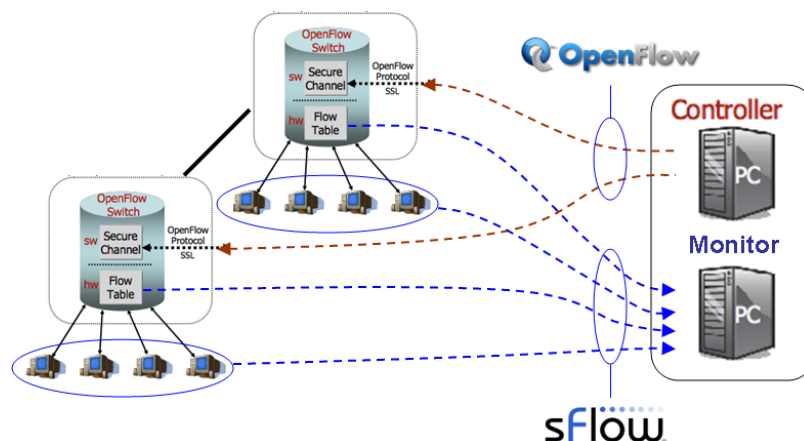 OpenFlow
Switch
sw
Secure
Channel
OpenFlow
Protocol
SSL
hw
Flow
Table
OpenFlow
Controller
PC
OpenFlow
Switch
sw
Secure
Channel
OpenFlow
Protocol
SSL
hw
Flow
Table
Monitor
PC
sFlow